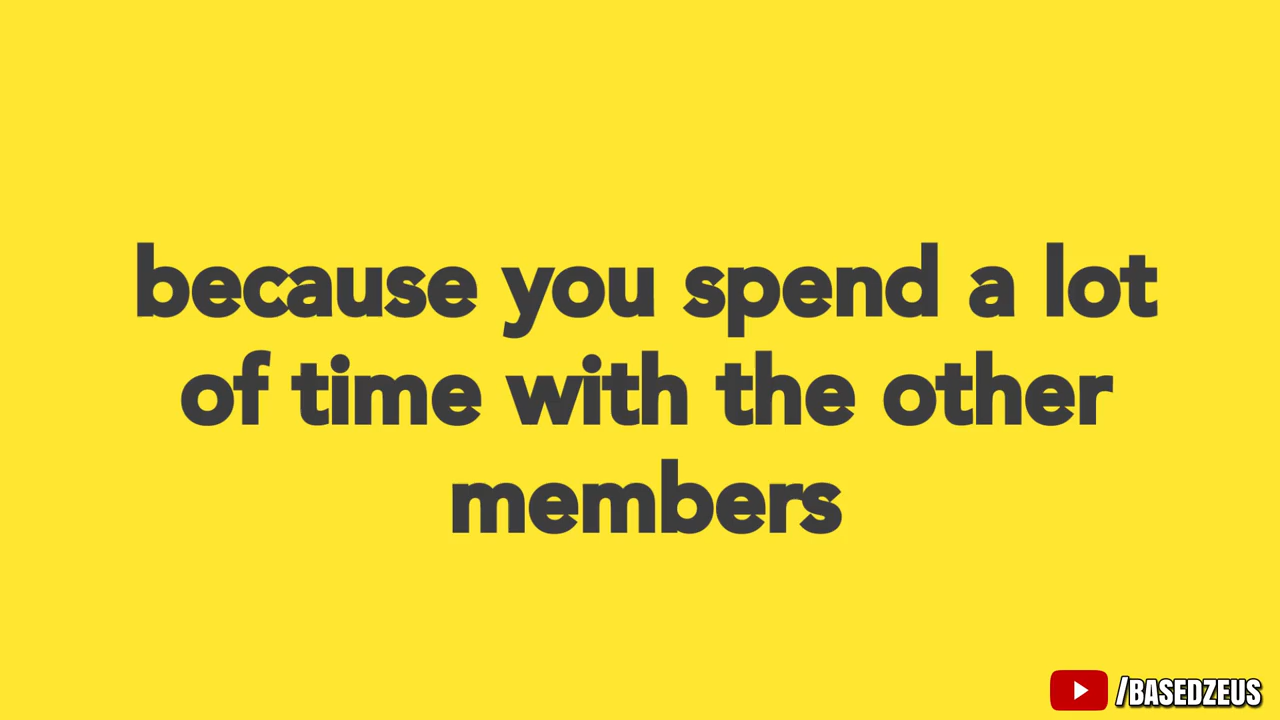 because you spend a lot
of time with the other
members
/BASEDZEUS